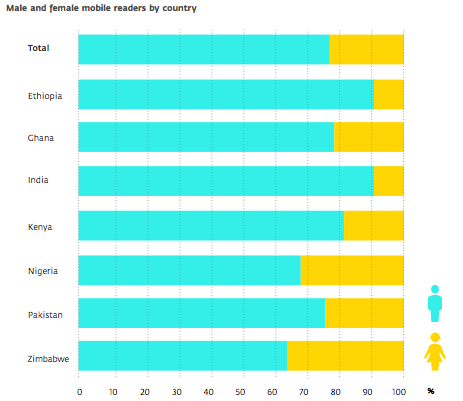 Male and female mobile readers by country
Total
Ethiopia
Ghana
India
Kenya
Nigeria
Pakistan
Zimbabwe
0 10 20 30 40 50 60 70 80 90 100 %